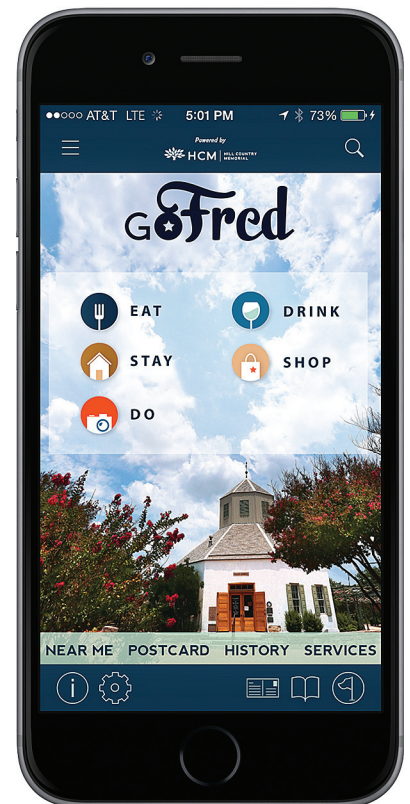 AT&T LTE 5:01 PM 73%
Powered by
HCM HILL COUNTRY
MEMORIAL
GoFred
EAT
DRINK
STAY
SHOP
DO
NEAR ME POSTCARD HISTORY SERVICES